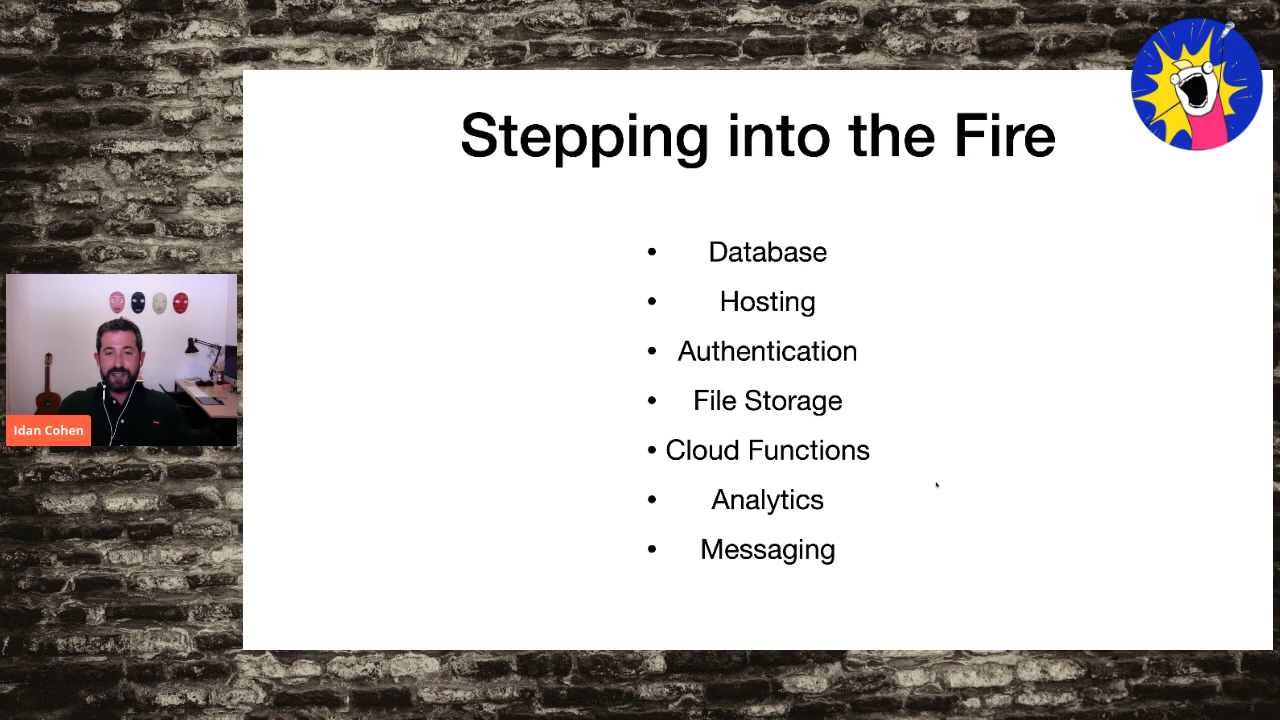 Stepping into the Fire
• Database
• Hosting
• Authentication
• File Storage
• Cloud Functions
• Analytics
• Messaging
Idan Cohen